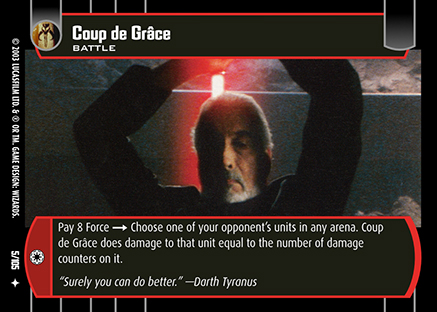 Coup de Grâce
BATTLE
© 2003 LUCASFILM LTD. & ® OR TM. GAME DESIGN: WIZARDS.
Pay 8 Force → Choose one of your opponent's units in any arena. Coup
de Grâce does damage to that unit equal to the number of damage
counters on it.
"Surely you can do better." —Darth Tyranus
5/105